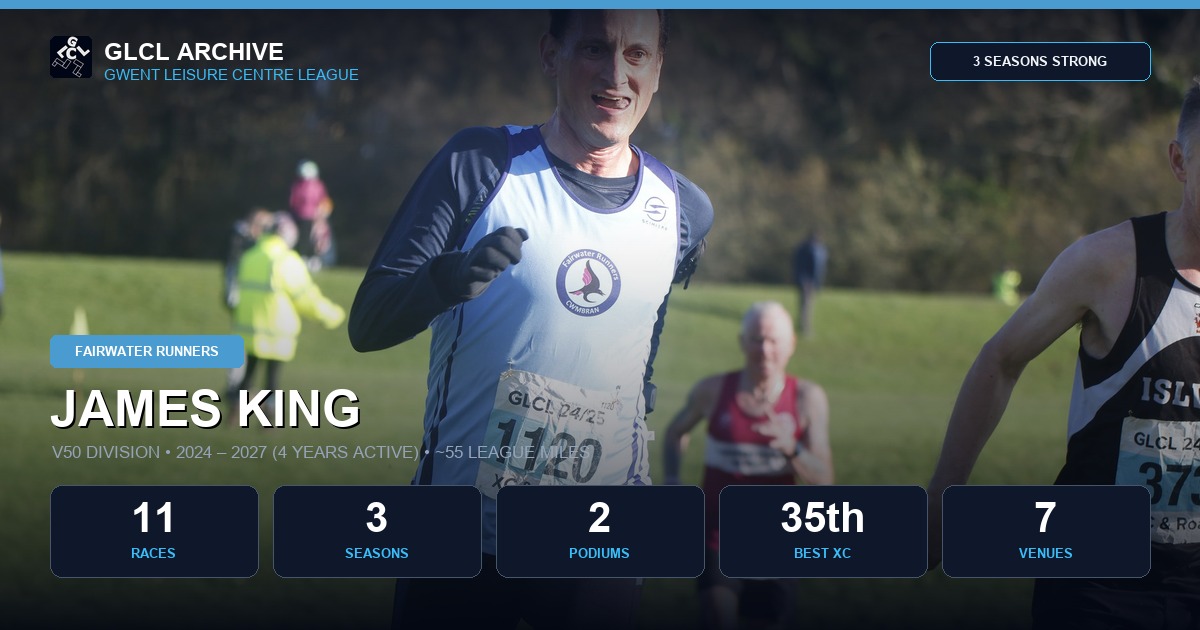 GLCL ARCHIVE
GWENT LEISURE CENTRE LEAGUE
3 SEASONS STRONG
Fairwater Runners
CWMBRAN
GLCL 24/25
1120
FAIRWATER RUNNERS
JAMES KING
V50 DIVISION • 2024 – 2027 (4 YEARS ACTIVE) • ~55 LEAGUE MILES
GLCL 24
11
RACES
3
SEASONS
2
PODIUMS
35th
BEST XC
7
VENUES